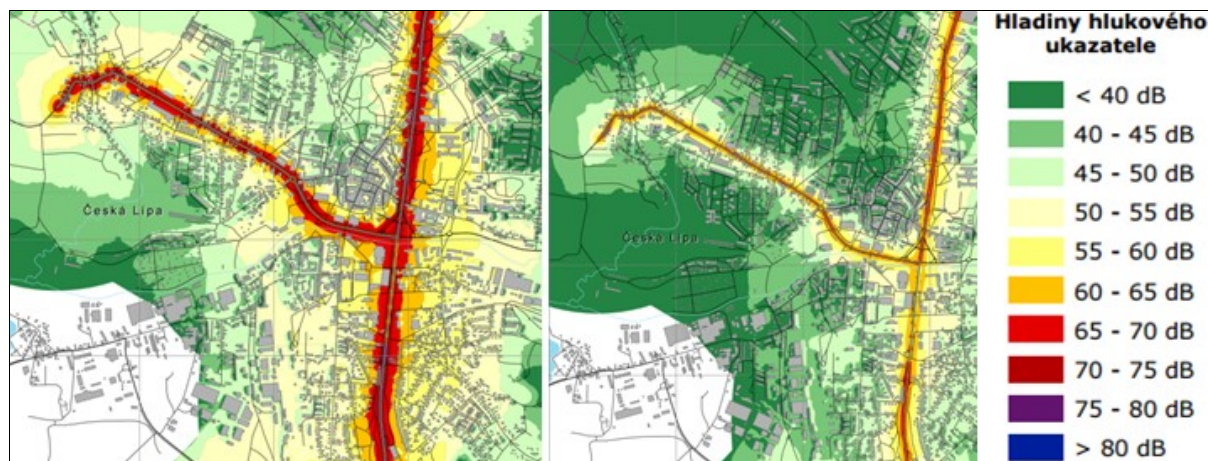 Česká Lípa
Česká Lípa
Hladiny hlukového
ukazatele
< 40 dB
40 - 45 dB
45 - 50 dB
50 - 55 dB
55 - 60 dB
60 - 65 dB
65 - 70 dB
70 - 75 dB
75 - 80 dB
> 80 dB